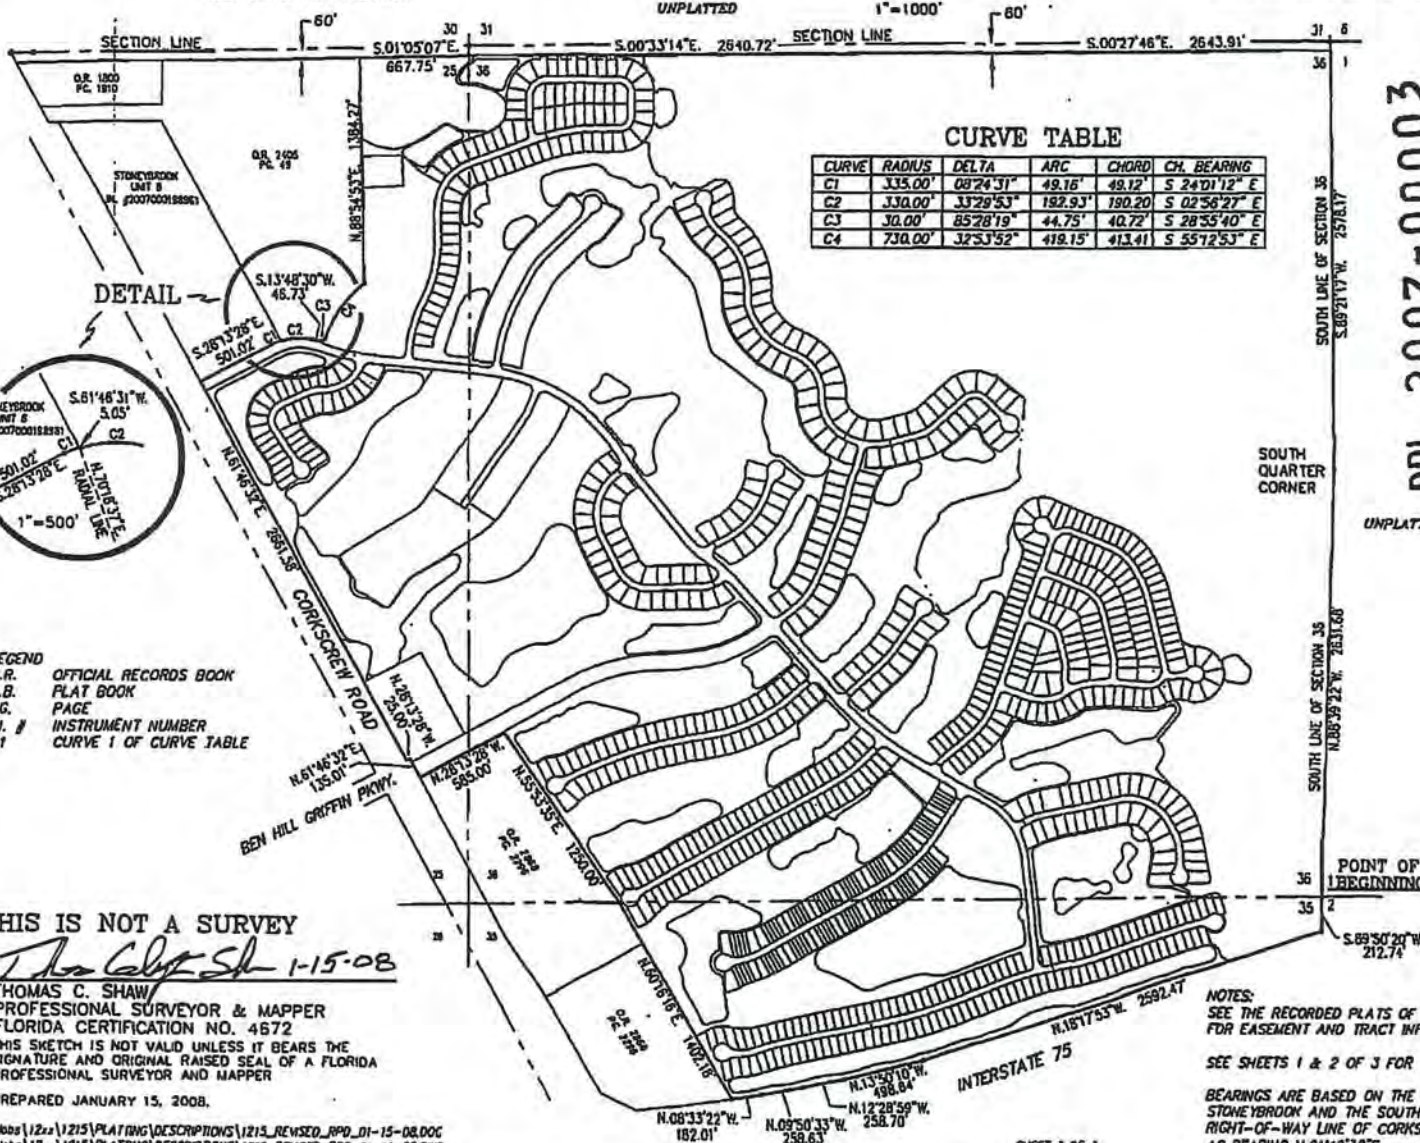 UNPLATTED
1"=1000'
60'
60'
SECTION LINE
30 31
S.01°05'07"E.
667.75'
25 36
S.00°33'14"E. 2640.72'
SECTION LINE
S.00°27'46"E. 2643.91'
31 6
36 1
O.R. 1800
PG. 1910
O.R. 2405
PG. 49
N.88°54'53"E. 1384.27'
STONEYBROOK
UNIT 6
CURVE TABLE
CURVE RADIUS DELTA ARC CHORD CH. BEARING
C1 335.00' 08°24'31" 49.16' 49.12' S 24°01'12" E
C2 330.00' 33°29'53" 192.93' 190.20 S 02°56'27" E
C3 30.00' 85°28'19" 44.75' 40.72' S 28°55'40" E
C4 730.00' 32°53'52" 419.15' 413.41 S 55°12'53" E
SOUTH LINE OF SECTION 36
S.89°21'17"W. 2578.17'
DETAIL
S.13°48'30"W.
46.73'
C3
C4
C1 C2
S.28°13'28"E.
501.02'
S.61°46'31"W.
5.05'
C1
C2
501.02'
S.28°13'28"E.
N.70°18'37"E.
RADIAL LINE
1"=500'
N.61°46'32"E. 2661.58'
CORKSCREW ROAD
SOUTH
QUARTER
CORNER
SOUTH LINE OF SECTION 36
N.88°39'22"W. 2631.68'
EGEND
.R. OFFICIAL RECORDS BOOK
.B. PLAT BOOK
G. PAGE
. # INSTRUMENT NUMBER
1 CURVE 1 OF CURVE TABLE
N.28°13'28"W.
25.00'
N.61°46'32"E.
135.01'
N.28°13'28"W.
585.00'
BEN HILL GRIFFIN PKWY.
N.55°53'35"E. 1250.00'
35 36
36
35 2
POINT OF
BEGINNING
S.69°50'20"W.
212.74'
HIS IS NOT A SURVEY
1-15-08
THOMAS C. SHAW
PROFESSIONAL SURVEYOR & MAPPER
FLORIDA CERTIFICATION NO. 4672
HIS SKETCH IS NOT VALID UNLESS IT BEARS THE
IGNATURE AND ORIGINAL RAISED SEAL OF A FLORIDA
PROFESSIONAL SURVEYOR AND MAPPER
REPARED JANUARY 15, 2008.
N.60°16'16"E. 1402.18'
N.08°33'22"W.
182.01'
N.09°50'33"W.
258.63'
N.12°28'59"W.
258.70'
N.13°50'10"W.
498.64'
N.18°17'53"W. 2592.47'
INTERSTATE 75
NOTES:
SEE THE RECORDED PLATS OF
FOR EASEMENT AND TRACT
SEE SHEETS 1 & 2 OF 3 FOR
BEARINGS ARE BASED ON THE
STONEYBROOK AND THE SOUTH
RIGHT-OF-WAY LINE OF